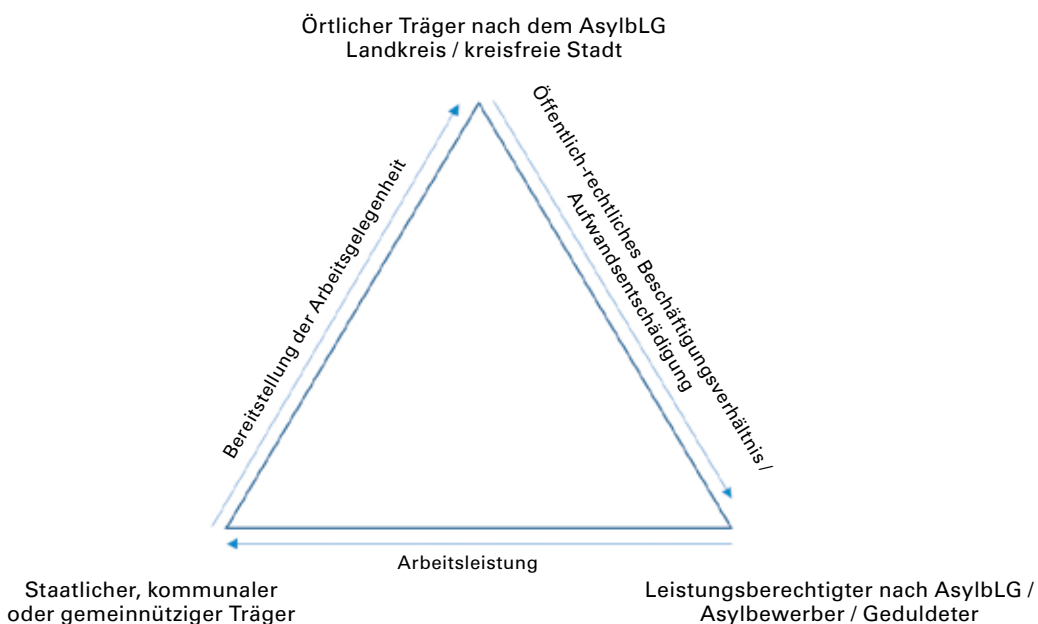 Örtlicher Träger nach dem AsylbLG
Landkreis / kreisfreie Stadt
Bereitstellung der Arbeitsgelegenheit
Öffentlich-rechtliches Beschäftigungsverhältnis /
Aufwandsentschädigung
Arbeitsleistung
Staatlicher, kommunaler
oder gemeinnütziger Träger
Leistungsberechtigter nach AsylbLG /
Asylbewerber / Geduldeter